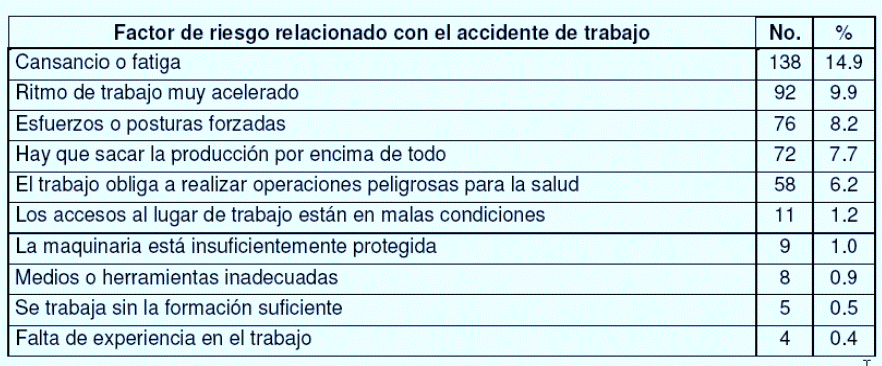 Factor de riesgo relacionado con el accidente de trabajo No. %
Cansancio o fatiga 138 14.9
Ritmo de trabajo muy acelerado 92 9.9
Esfuerzos o posturas forzadas 76 8.2
Hay que sacar la producción por encima de todo 72 7.7
El trabajo obliga a realizar operaciones peligrosas para la salud 58 6.2
Los accesos al lugar de trabajo están en malas condiciones 11 1.2
La maquinaria está insuficientemente protegida 9 1.0
Medios o herramientas inadecuadas 8 0.9
Se trabaja sin la formación suficiente 5 0.5
Falta de experiencia en el trabajo 4 0.4